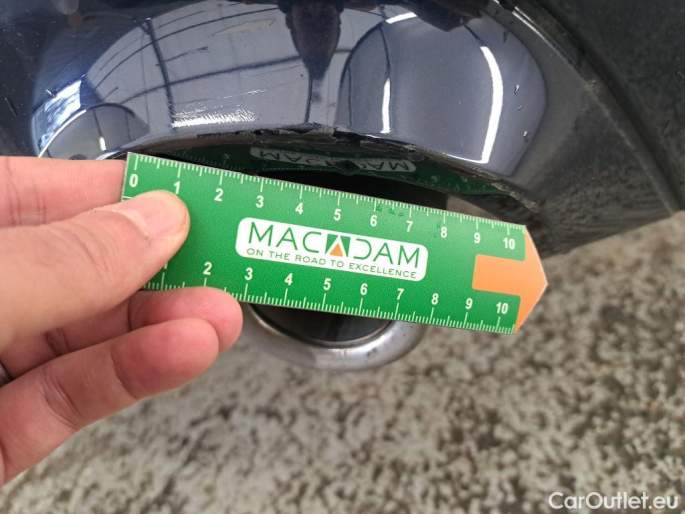 MACADAM
0 1 2 3 4 5 6 7 8 9 10
MACADAM
ON THE ROAD TO EXCELLENCE
1 2 3 4 5 6 7 8 9 10
CarOutlet.eu